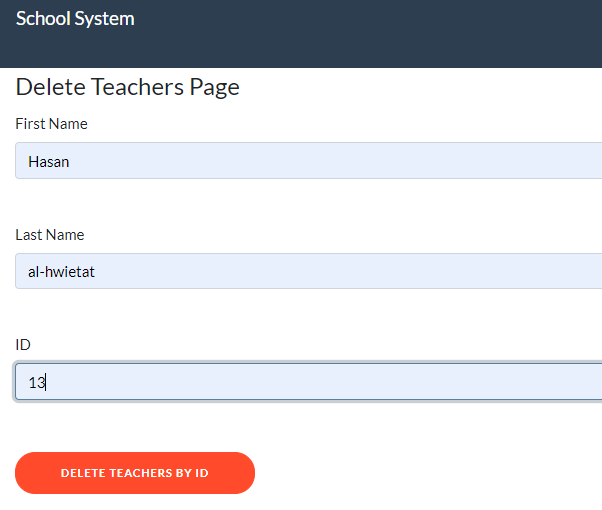 School System
Delete Teachers Page
First Name
Hasan
Last Name
al-hwietat
ID
13
DELETE TEACHERS BY ID